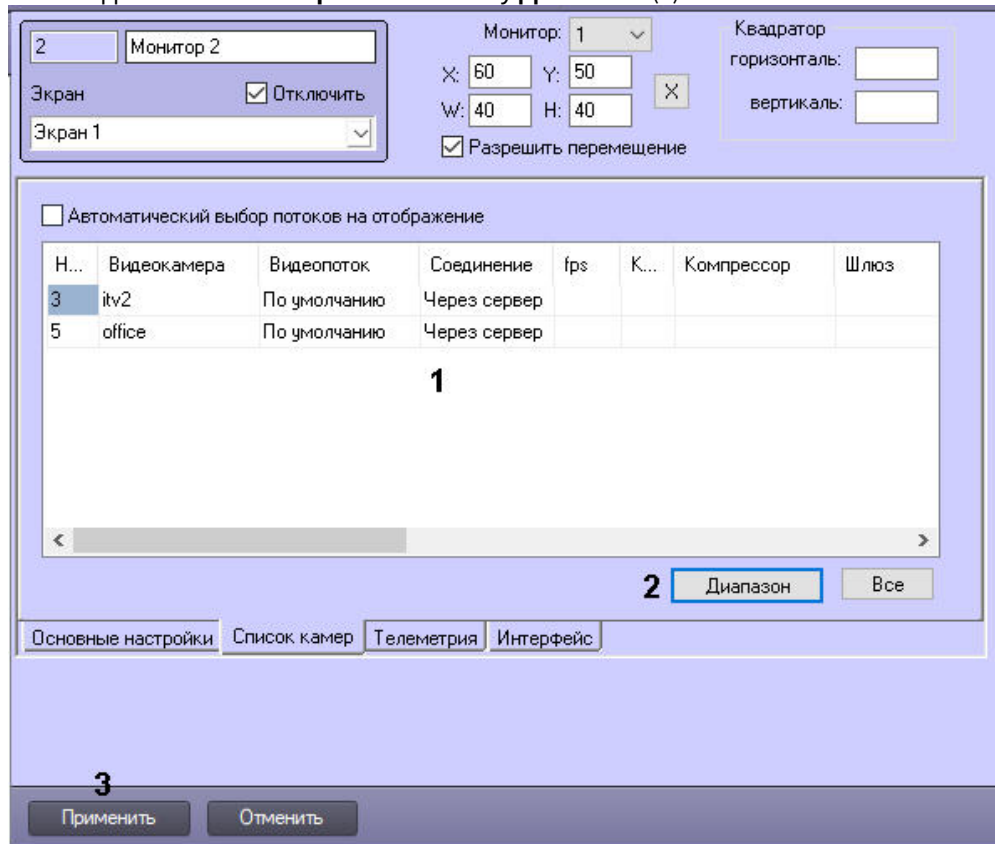 2 Монитор 2
Экран Отключить
Экран 1
Монитор: 1
X: 60 Y: 50
W: 40 H: 40
X
Разрешить перемещение
Квадратор
горизонталь:
вертикаль:
Автоматический выбор потоков на отображение
Н... Видеокамера Видеопоток Соединение fps К... Компрессор Шлюз
3 itv2 По умолчанию Через сервер
5 office По умолчанию Через сервер
1
2 Диапазон Все
Основные настройки Список камер Телеметрия Интерфейс
3
Применить Отменить